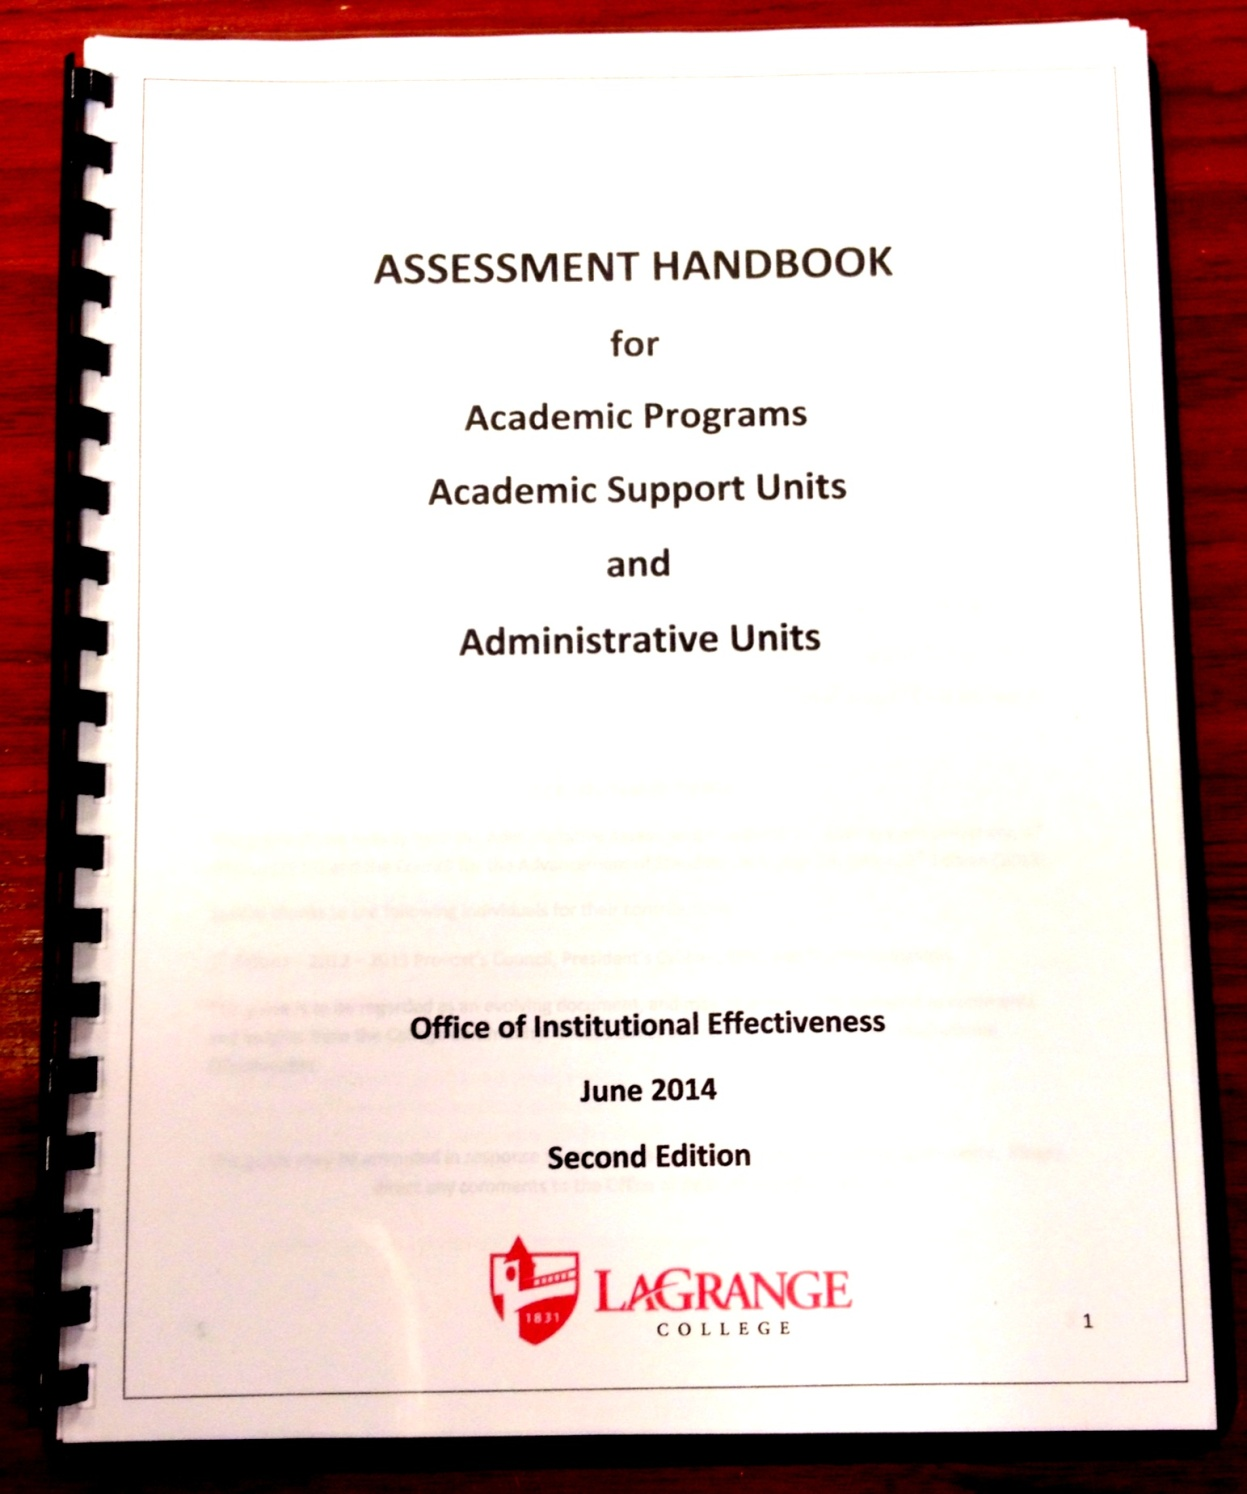 ASSESSMENT HANDBOOK
for
Academic Programs
Academic Support Units
and
Administrative Units
Office of Institutional Effectiveness
June 2014
Second Edition
1831
LAGRANGE
COLLEGE
1